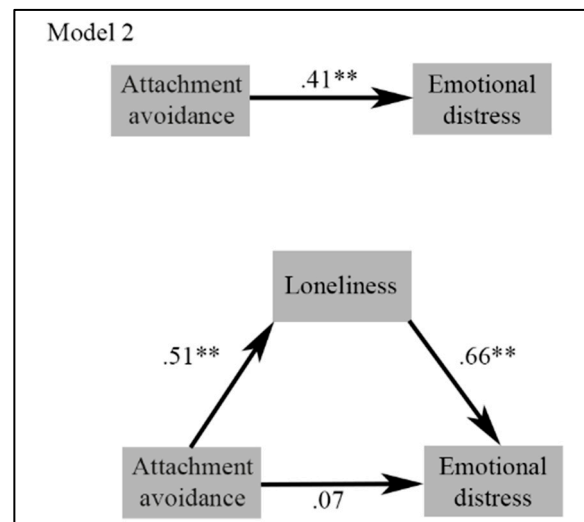 Model 2
Attachment
avoidance
.41**
Emotional
distress
Loneliness
.51**
.66**
Attachment
avoidance
.07
Emotional
distress